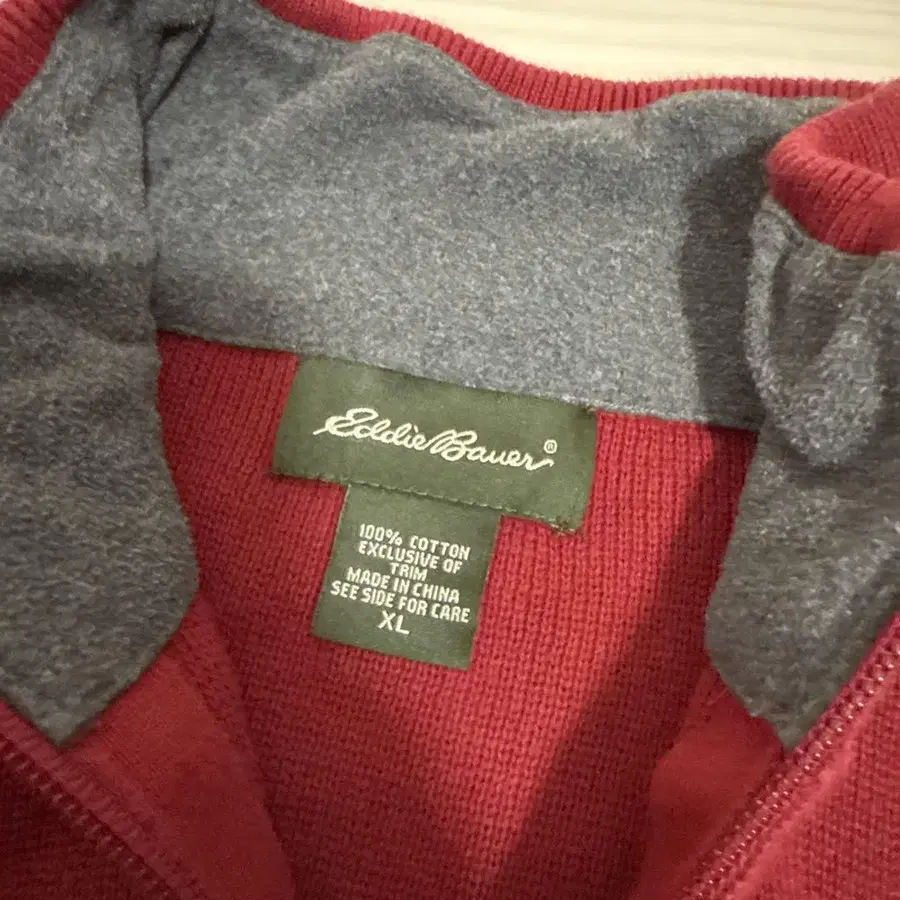 Eddie Bauer®
100% COTTON
EXCLUSIVE OF
TRIM
MADE IN CHINA
SEE SIDE FOR CARE
XL